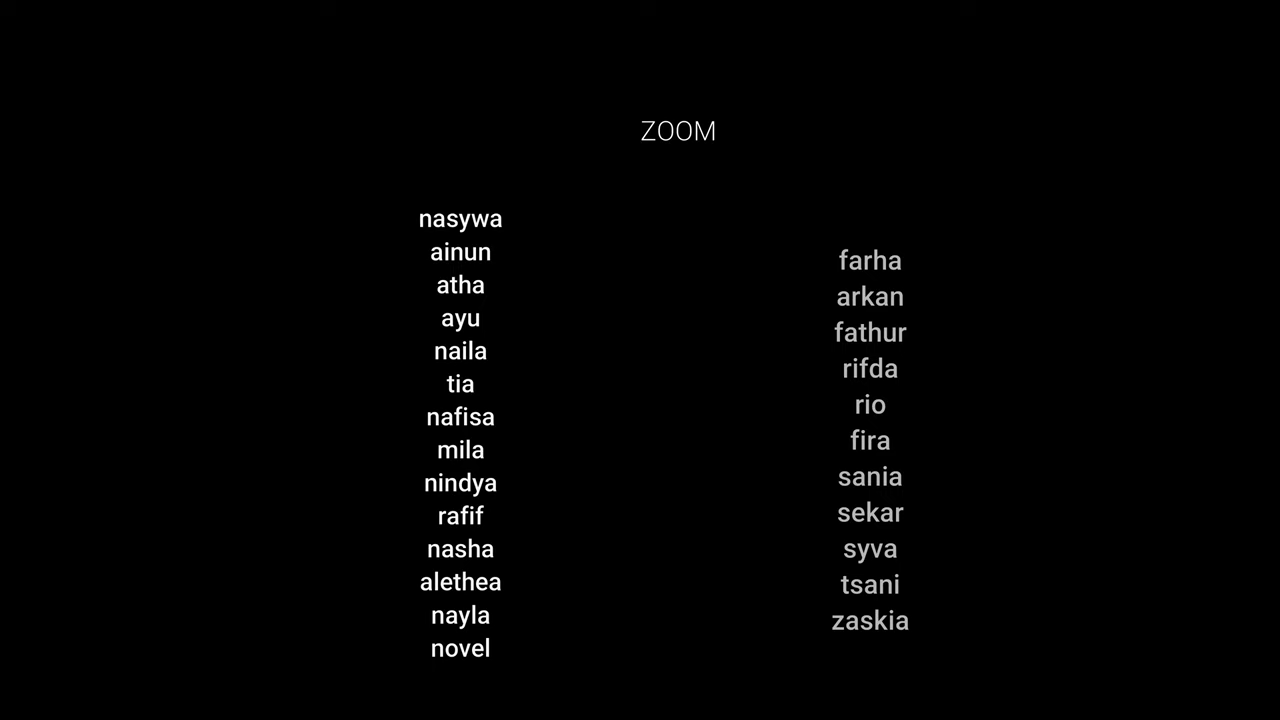 ZOOM
nasywa
ainun
atha
ayu
naila
tia
nafisa
mila
nindya
rafif
nasha
alethea
nayla
novel
farha
arkan
fathur
rifda
rio
fira
sania
sekar
syva
tsani
zaskia